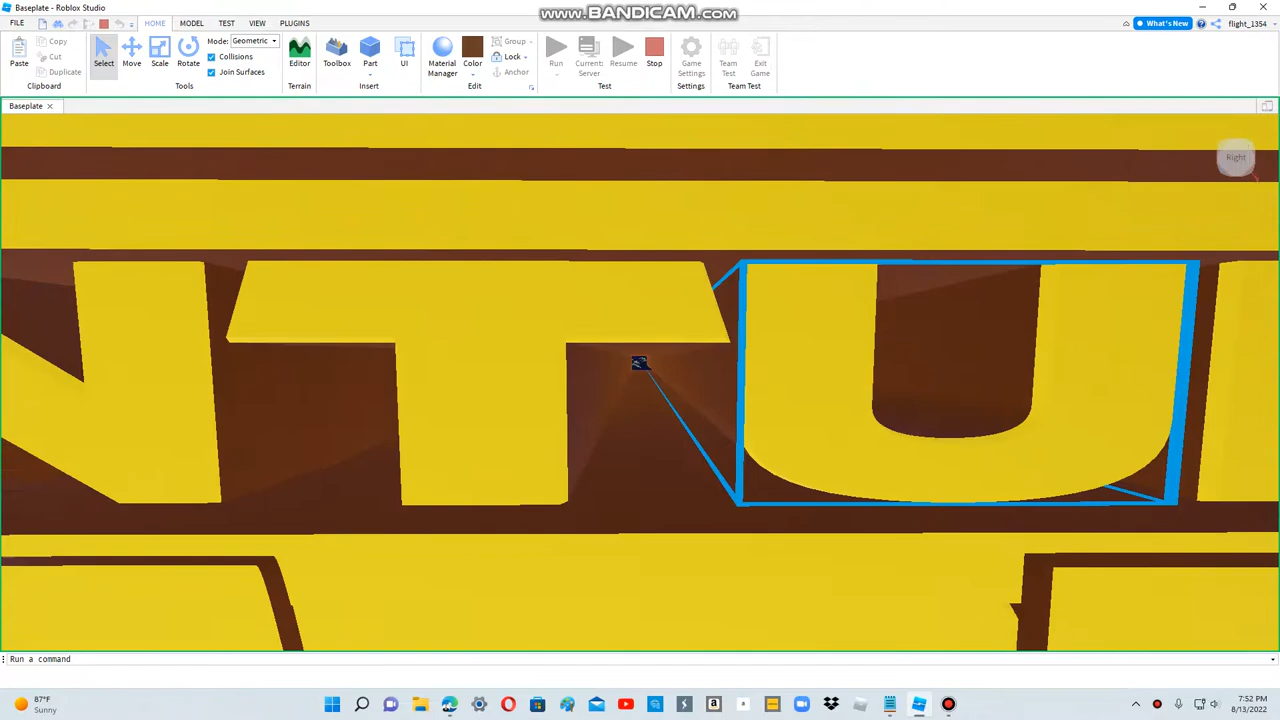 Baseplate - Roblox Studio
www.BANDICAM.com
FILE HOME MODEL TEST VIEW PLUGINS What's New flight_1354
Paste Copy Cut Duplicate Clipboard
Select Move Scale Rotate Mode: Geometric Collisions Join Surfaces Tools
Editor Terrain
Toolbox Part UI Insert
Material Manager Color Group Lock Anchor Edit
Run Current: Server Resume Stop Test
Game Settings Settings
Team Test Exit Game Team Test
Baseplate
Right
NTU
Run a command
87°F
Sunny
7:52 PM
8/13/2022